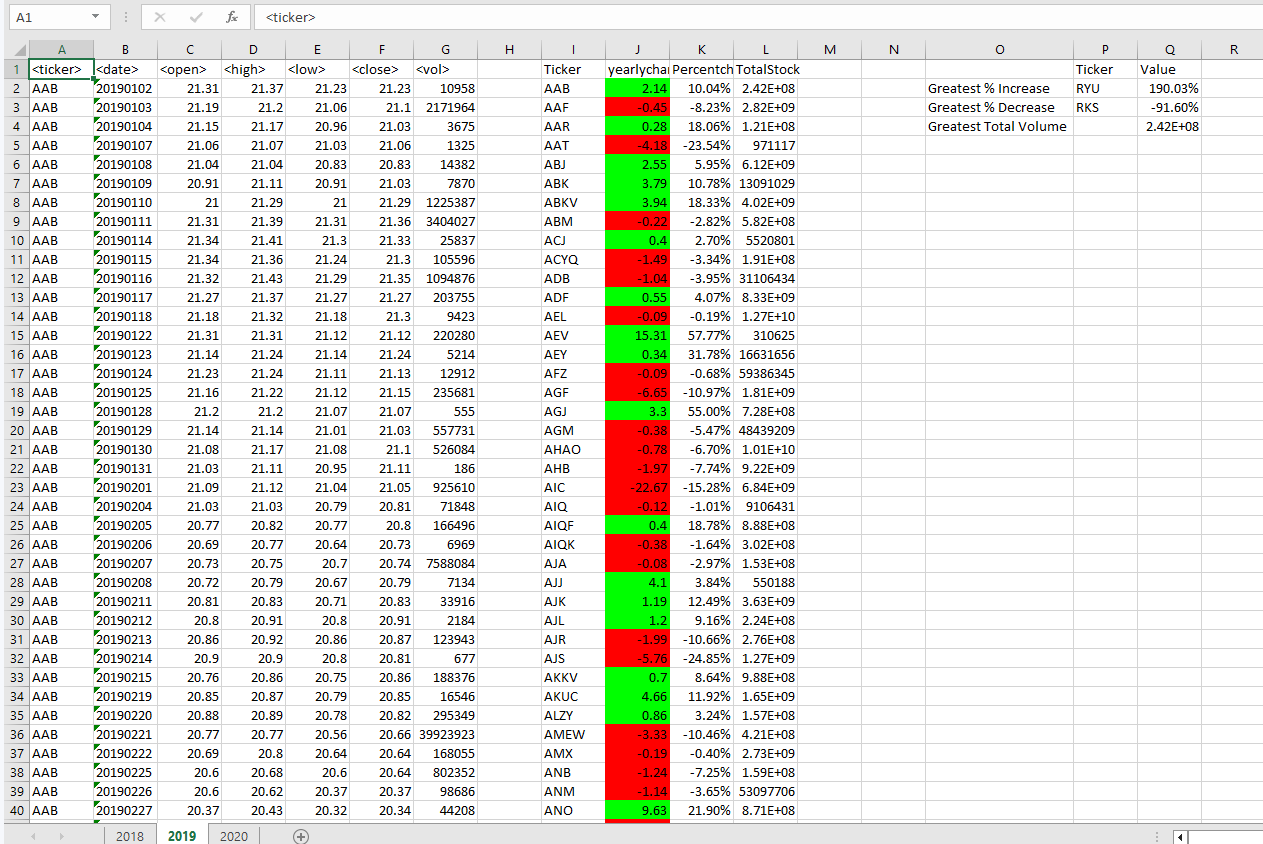 A1 fx <ticker>
A B C D E F G H I J K L M N O P Q R
1 <ticker> <date> <open> <high> <low> <close> <vol> Ticker yearlychar Percentch TotalStock Ticker Value
2 AAB 20190102 21.31 21.37 21.23 21.23 10958 AAB 2.14 10.04% 2.42E+08 Greatest % Increase RYU 190.03%
3 AAB 20190103 21.19 21.2 21.06 21.1 2171964 AAF -0.45 -8.23% 2.82E+09 Greatest % Decrease RKS -91.60%
4 AAB 20190104 21.15 21.17 20.96 21.03 3675 AAR 0.28 18.06% 1.21E+08 Greatest Total Volume 2.42E+08
5 AAB 20190107 21.06 21.07 21.03 21.06 1325 AAT -4.18 -23.54% 971117
6 AAB 20190108 21.04 21.04 20.83 20.83 14382 ABJ 2.55 5.95% 6.12E+09
7 AAB 20190109 20.91 21.11 20.91 21.03 7870 ABK 3.79 10.78% 13091029
8 AAB 20190110 21 21.29 21 21.29 1225387 ABKV 3.94 18.33% 4.02E+09
9 AAB 20190111 21.31 21.39 21.31 21.36 3404027 ABM -0.22 -2.82% 5.82E+08
10 AAB 20190114 21.34 21.41 21.3 21.33 25837 ACJ 0.4 2.70% 5520801
11 AAB 20190115 21.34 21.36 21.24 21.3 105596 ACYQ -1.49 -3.34% 1.91E+08
12 AAB 20190116 21.32 21.43 21.29 21.35 1094876 ADB -1.04 -3.95% 31106434
13 AAB 20190117 21.27 21.37 21.27 21.27 203755 ADF 0.55 4.07% 8.33E+09
14 AAB 20190118 21.18 21.32 21.18 21.3 9423 AEL -0.09 -0.19% 1.27E+10
15 AAB 20190122 21.31 21.31 21.12 21.12 220280 AEV 15.31 57.77% 310625
16 AAB 20190123 21.14 21.24 21.14 21.24 5214 AEY 0.34 31.78% 16631656
17 AAB 20190124 21.23 21.24 21.11 21.13 12912 AFZ -0.09 -0.68% 59386345
18 AAB 20190125 21.16 21.22 21.12 21.15 235681 AGF -6.65 -10.97% 1.81E+09
19 AAB 20190128 21.2 21.2 21.07 21.07 555 AGJ 3.3 55.00% 7.28E+08
20 AAB 20190129 21.14 21.14 21.01 21.03 557731 AGM -0.38 -5.47% 48439209
21 AAB 20190130 21.08 21.17 21.08 21.1 526084 AHAO -0.78 -6.70% 1.01E+10
22 AAB 20190131 21.03 21.11 20.95 21.11 186 AHB -1.97 -7.74% 9.22E+09
23 AAB 20190201 21.09 21.12 21.04 21.05 925610 AIC -22.67 -15.28% 6.84E+09
24 AAB 20190204 21.03 21.03 20.79 20.81 71848 AIQ -0.12 -1.01% 9106431
25 AAB 20190205 20.77 20.82 20.77 20.8 166496 AIQF 0.4 18.78% 8.88E+08
26 AAB 20190206 20.69 20.77 20.64 20.73 6969 AIQK -0.38 -1.64% 3.02E+08
27 AAB 20190207 20.73 20.75 20.7 20.74 7588084 AJA -0.08 -2.97% 1.53E+08
28 AAB 20190208 20.72 20.79 20.67 20.79 7134 AJJ 4.1 3.84% 550188
29 AAB 20190211 20.81 20.83 20.71 20.83 33916 AJK 1.19 12.49% 3.63E+09
30 AAB 20190212 20.8 20.91 20.8 20.91 2184 AJL 1.2 9.16% 2.24E+08
31 AAB 20190213 20.86 20.92 20.86 20.87 123943 AJR -1.99 -10.66% 2.76E+08
32 AAB 20190214 20.9 20.9 20.8 20.81 677 AJS -5.76 -24.85% 1.27E+09
33 AAB 20190215 20.76 20.86 20.75 20.86 188376 AKKV 0.7 8.64% 9.88E+08
34 AAB 20190219 20.85 20.87 20.79 20.85 16546 AKUC 4.66 11.92% 1.65E+09
35 AAB 20190220 20.88 20.89 20.78 20.82 295349 ALZY 0.86 3.24% 1.57E+08
36 AAB 20190221 20.77 20.77 20.56 20.66 39923923 AMEW -3.33 -10.46% 4.21E+08
37 AAB 20190222 20.69 20.8 20.64 20.64 168055 AMX -0.19 -0.40% 2.73E+09
38 AAB 20190225 20.6 20.68 20.6 20.64 802352 ANB -1.24 -7.25% 1.59E+08
39 AAB 20190226 20.6 20.62 20.37 20.37 98686 ANM -1.14 -3.65% 53097706
40 AAB 20190227 20.37 20.43 20.32 20.34 44208 ANO 9.63 21.90% 8.71E+08
2018 2019 2020